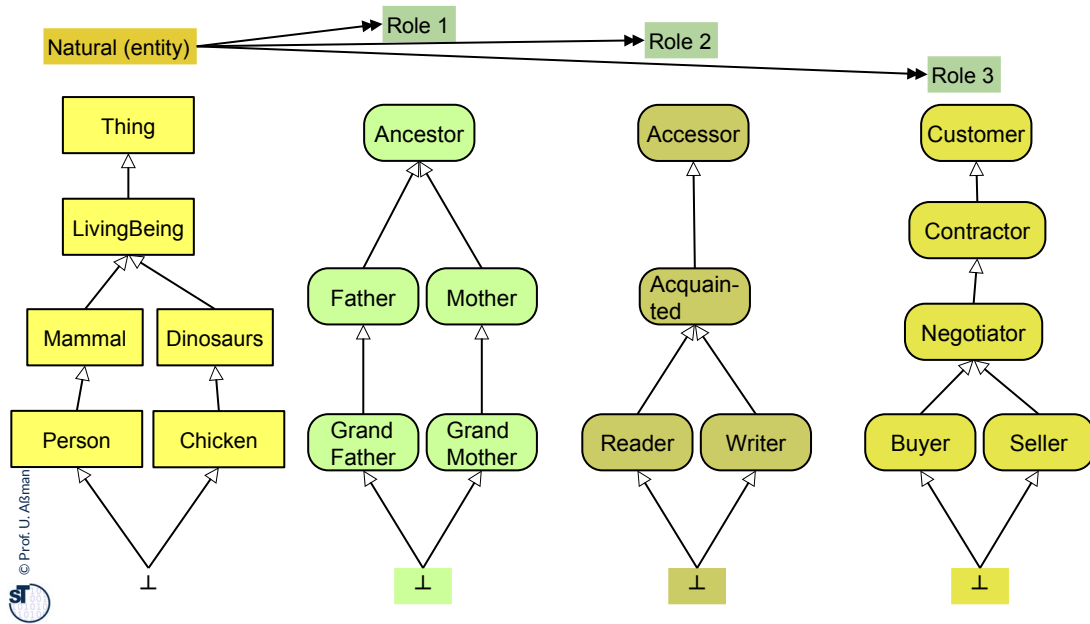 Natural (entity)
Role 1
Role 2
Role 3
Thing
LivingBeing
Mammal
Dinosaurs
Person
Chicken
⊥
Ancestor
Father
Mother
Grand
Father
Grand
Mother
⊥
Accessor
Acquain-
ted
Reader
Writer
⊥
Customer
Contractor
Negotiator
Buyer
Seller
⊥
© Prof. U. Aßman
ST